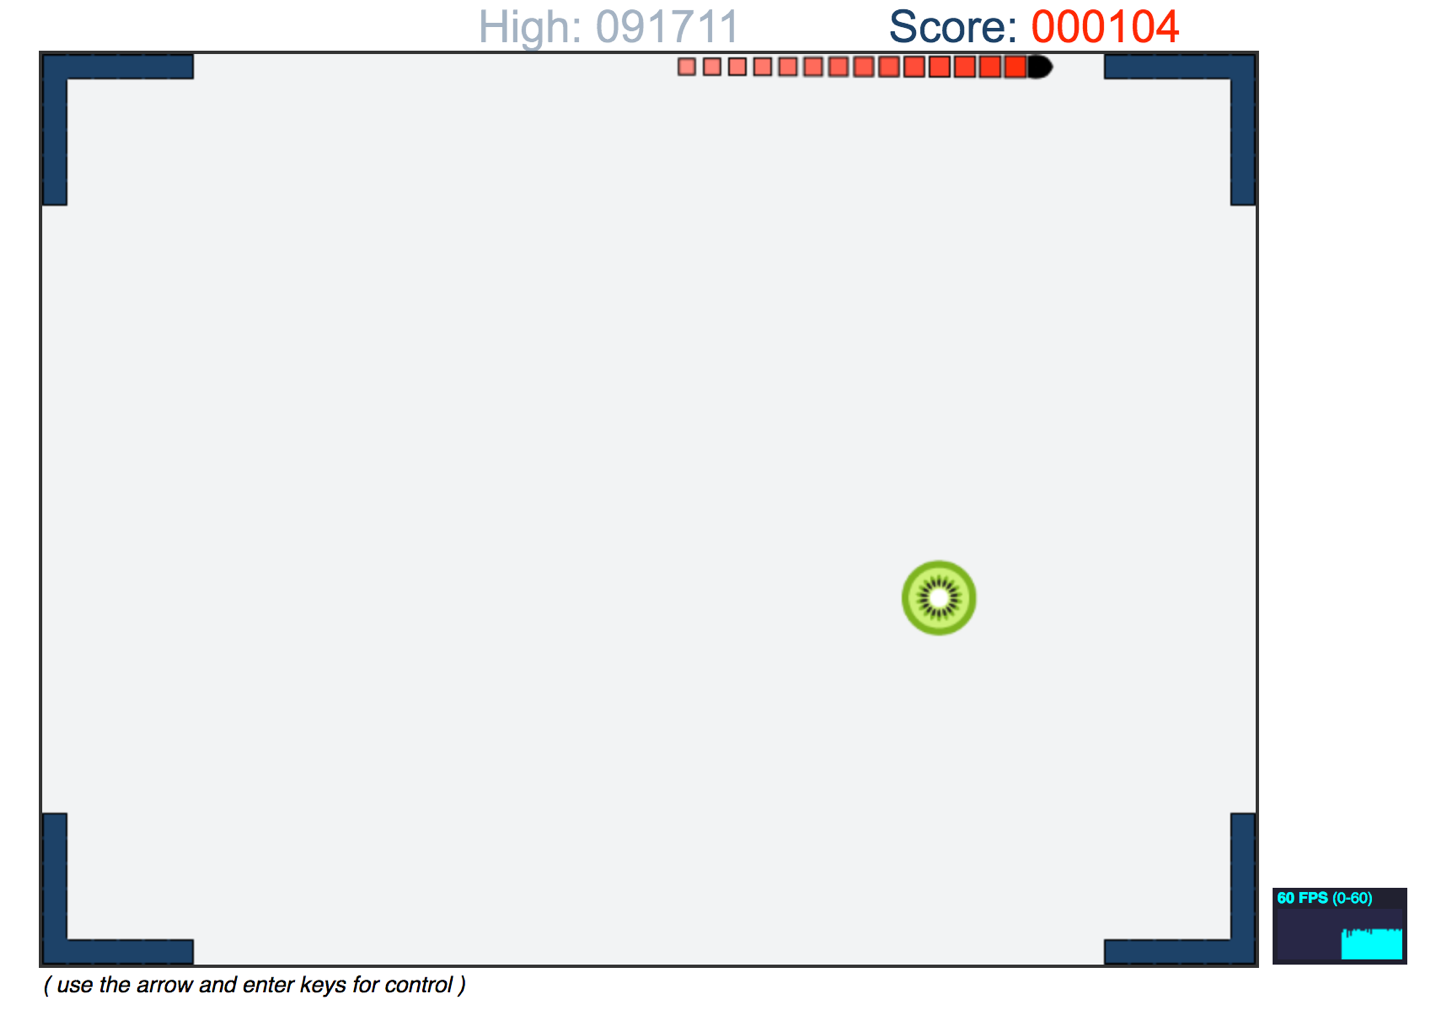 High: 091711 Score: 000104
60 FPS (0-60)
( use the arrow and enter keys for control )